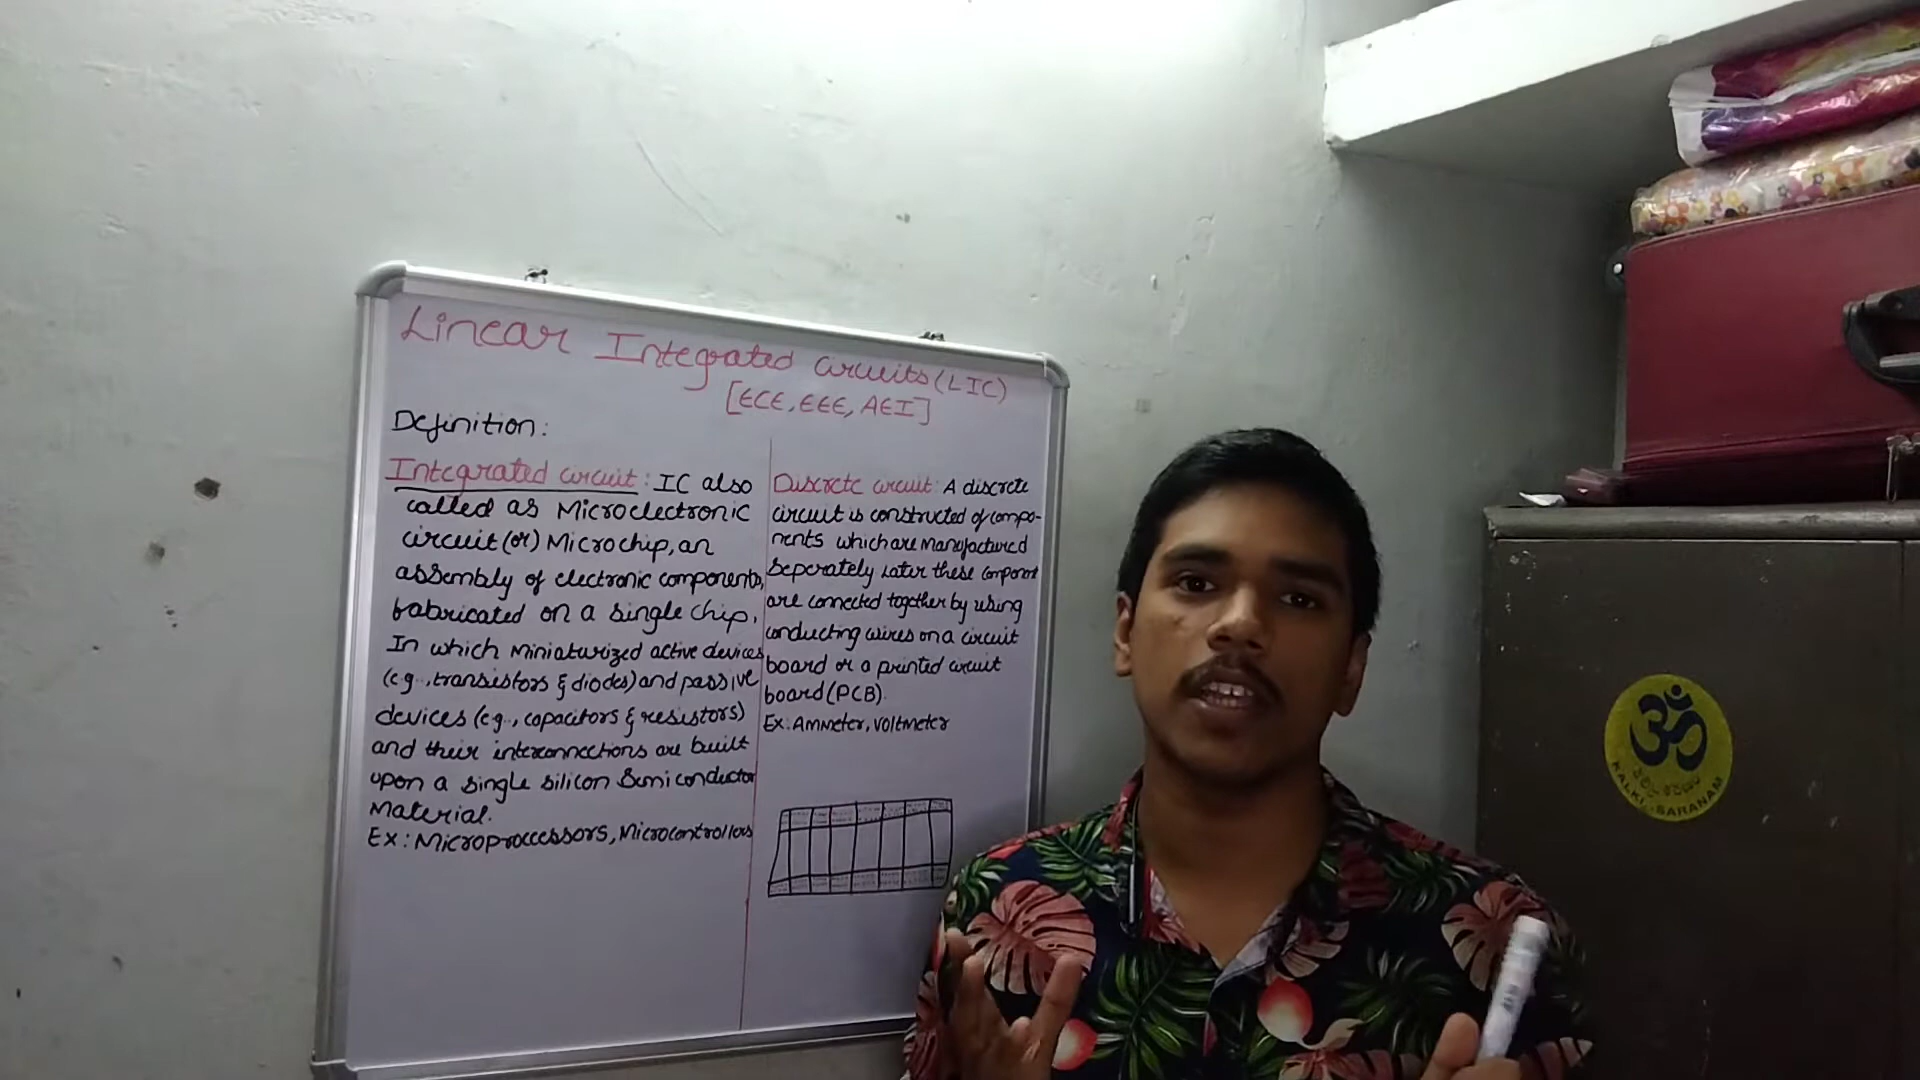 Linear Integrated circuits (LIC)
[ECE, EEE, AEI]
Definition:
Integrated circuit: IC also
called as Microelectronic
circuit (or) Microchip, an
assembly of electronic components,
fabricated on a single chip,
In which miniaturized active devices
(e.g., transistors & diodes) and passive
devices (e.g., capacitors & resistors)
and their interconnections are built
upon a single silicon Semiconductor
Material.
Ex: Microproccessors, Microcontrollers
Discrete circuit: A discrete
circuit is constructed of compo-
nents which are Manufactured
Seperately Later these component
are connected together by using
conducting wires on a circuit
board or a printed circuit
board (PCB).
Ex: Ammeter, Voltmeter
ॐ
KALKI SARANAM